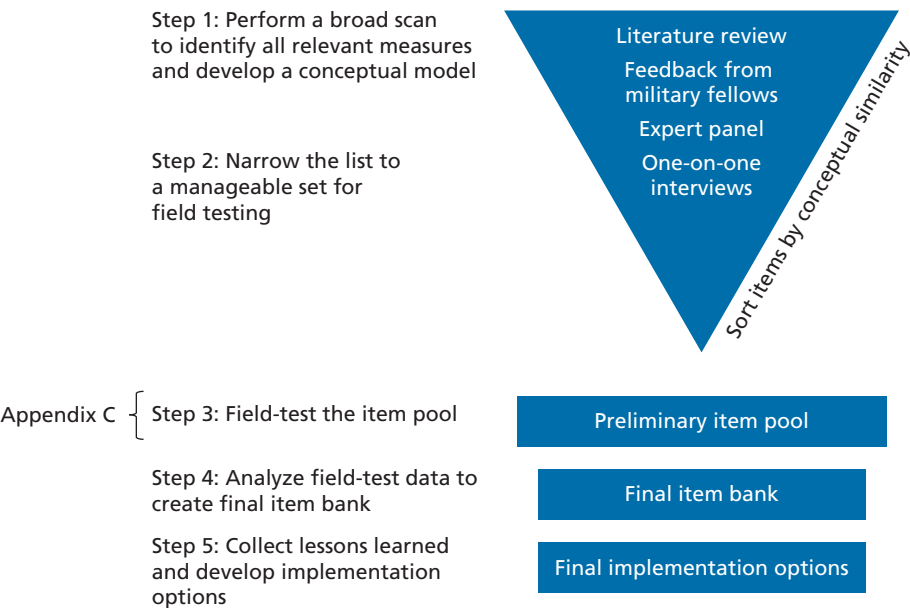 Step 1: Perform a broad scan
to identify all relevant measures
and develop a conceptual model
Literature review
Feedback from
military fellows
Expert panel
One-on-one
interviews
Sort items by conceptual similarity
Step 2: Narrow the list to
a manageable set for
field testing
Appendix C
Step 3: Field-test the item pool
Preliminary item pool
Step 4: Analyze field-test data to
create final item bank
Final item bank
Step 5: Collect lessons learned
and develop implementation
options
Final implementation options